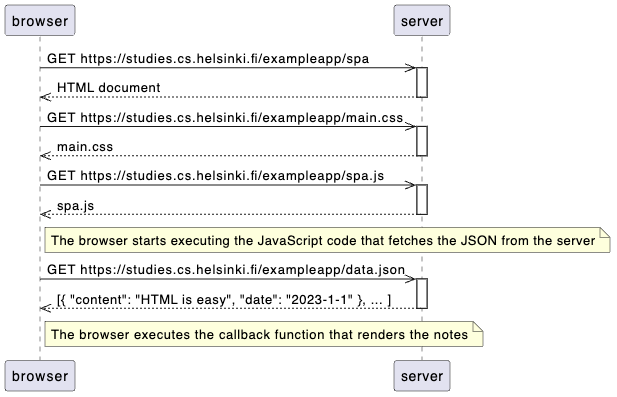 browser
server
GET https://studies.cs.helsinki.fi/exampleapp/spa
HTML document
GET https://studies.cs.helsinki.fi/exampleapp/main.css
main.css
GET https://studies.cs.helsinki.fi/exampleapp/spa.js
spa.js
The browser starts executing the JavaScript code that fetches the JSON from the server
GET https://studies.cs.helsinki.fi/exampleapp/data.json
[{ "content": "HTML is easy", "date": "2023-1-1" }, ... ]
The browser executes the callback function that renders the notes
browser
server